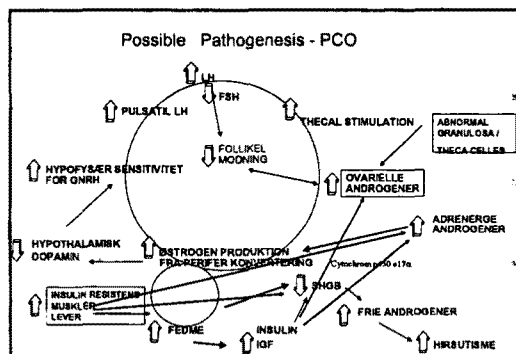 Possible Pathogenesis - PCO
LH
FSH
PULSATIL LH
THECAL STIMULATION
ABNORMAL
GRANULOSA /
THECA CELLES
FOLLIKEL
MODNING
HYPOFYSÆR SENSITIVITET
FOR GNRH
OVARIELLE
ANDROGENER
ADRENERGE
ANDROGENER
HYPOTHALAMISK
DOPAMIN
ØSTROGEN PRODUKTION
FRA PERIFER KONVERTERING
Cytochrom p450 c17α
INSULIN RESISTENS
MUSKLER
LEVER
SHGB
FRIE ANDROGENER
FEDME
INSULIN
IGF
HIRSUTISME